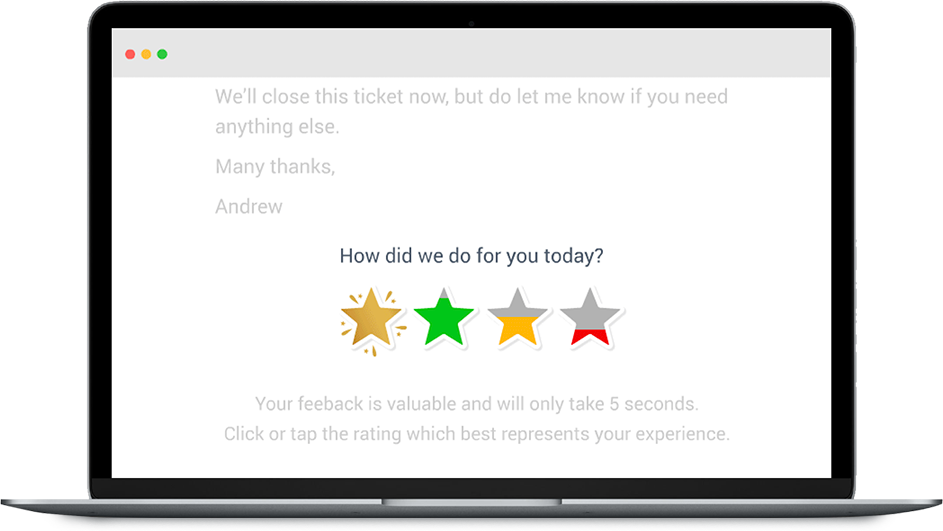 We'll close this ticket now, but do let me know if you need
anything else.
Many thanks,
Andrew
How did we do for you today?
Your feeback is valuable and will only take 5 seconds.
Click or tap the rating which best represents your experience.